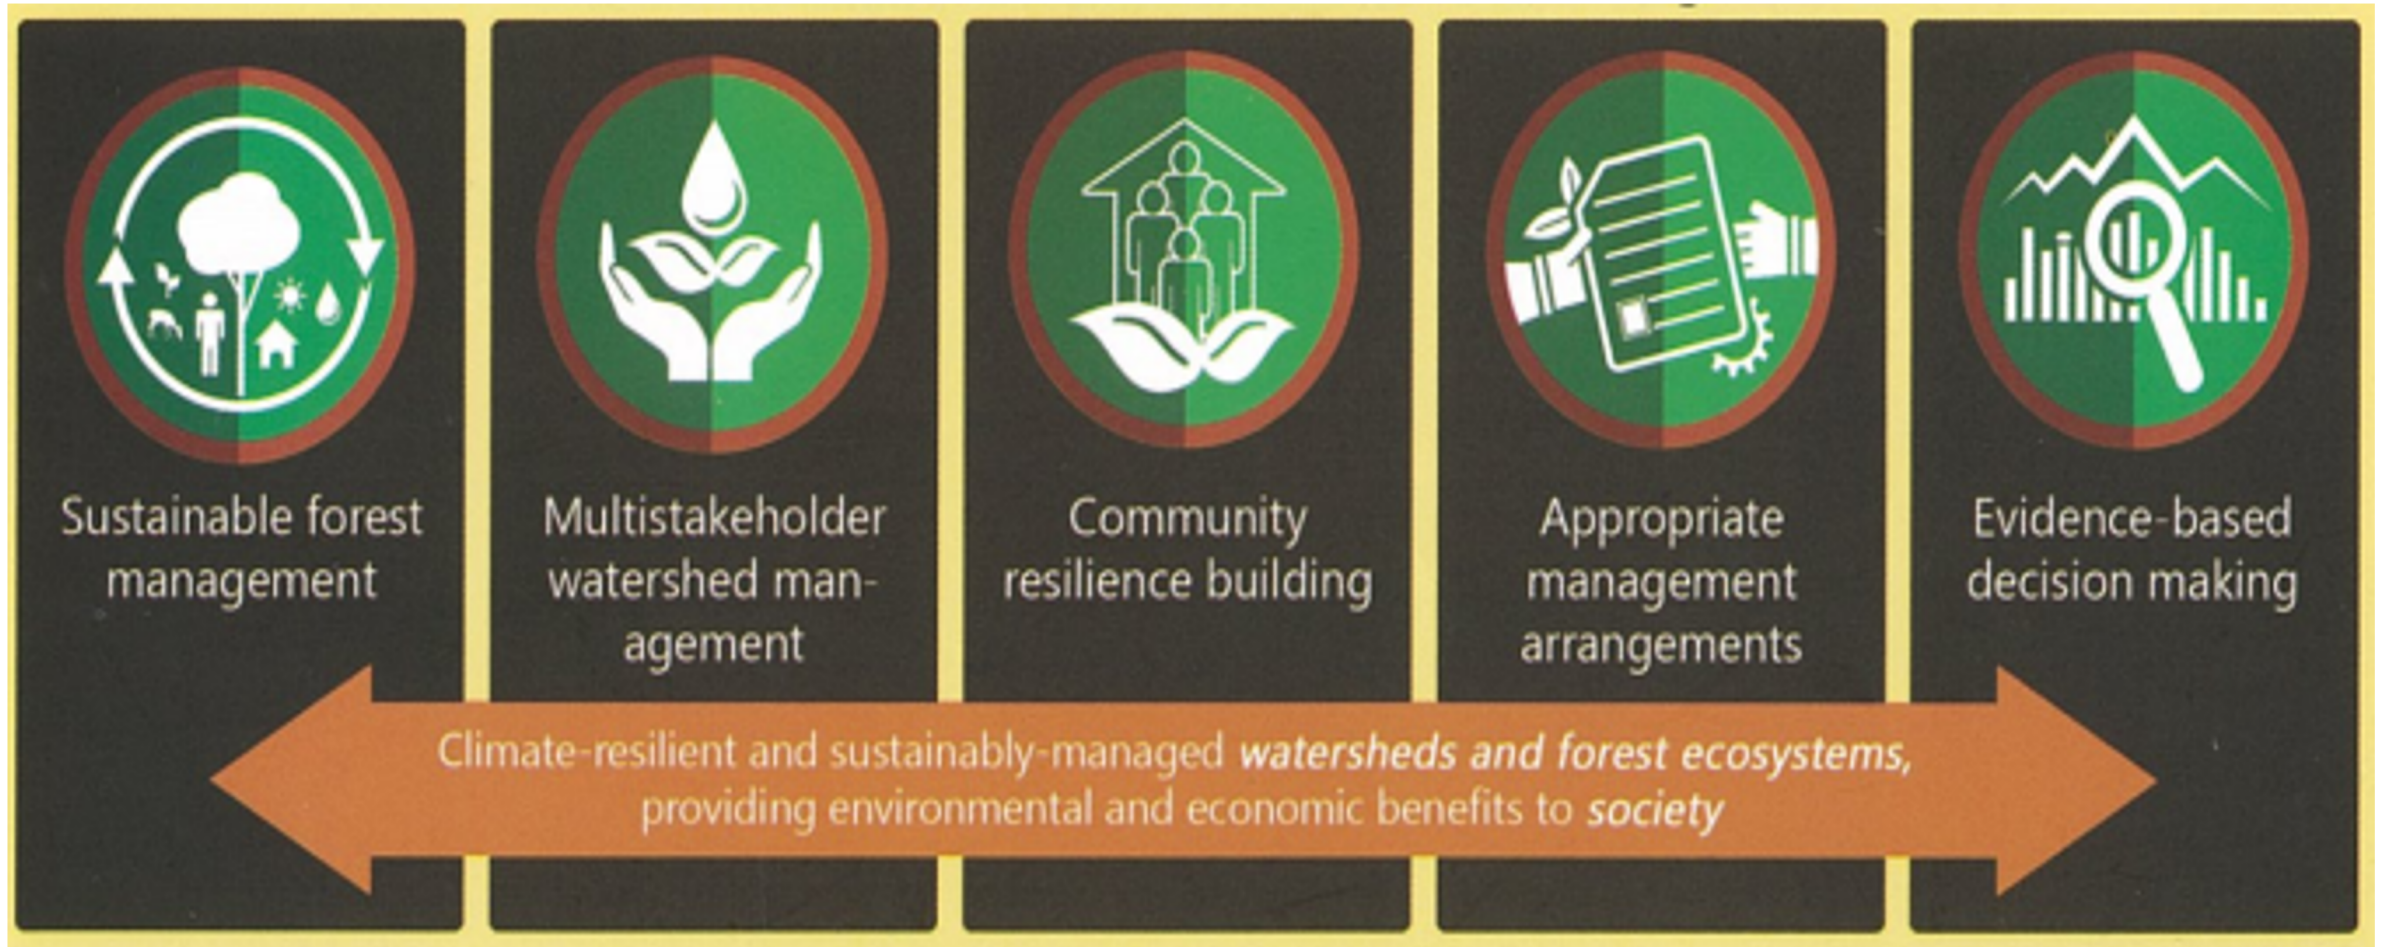 Sustainable forest
management
Multistakeholder
watershed man-
agement
Community
resilience building
Appropriate
management
arrangements
Evidence-based
decision making
Climate-resilient and sustainably-managed watersheds and forest ecosystems,
providing environmental and economic benefits to society